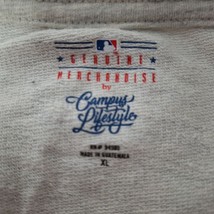 GENUINE
MERCHANDISE
by
Campus
Lifestyle
MADE IN GUATEMALA
XL